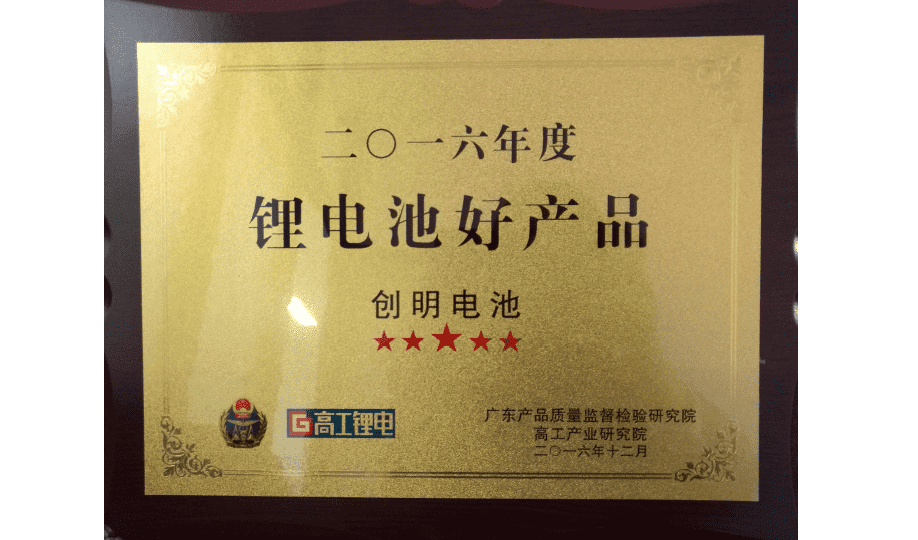 二〇一六年度
锂电池好产品
创明电池
G高工锂电
广东产品质量监督检验研究院
高工产业研究院
二〇一六年十二月